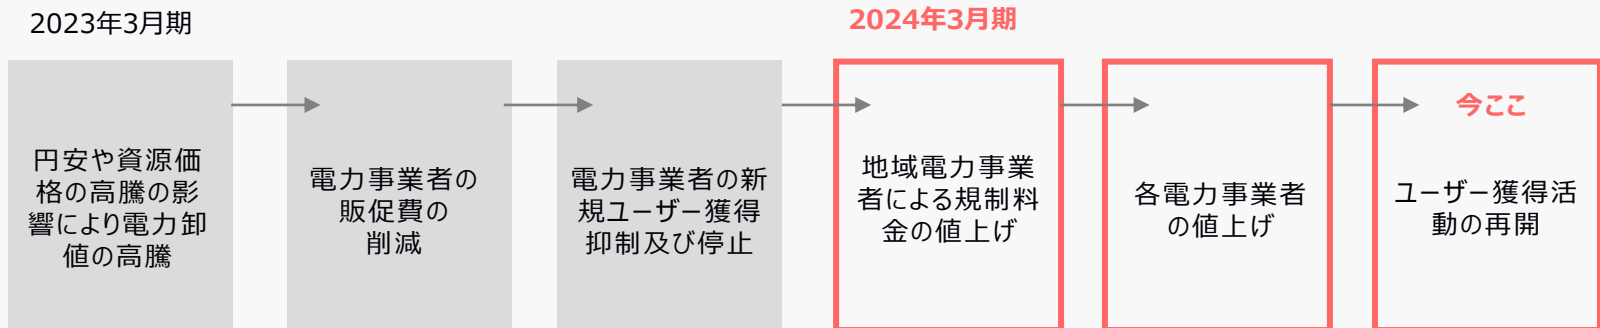 2023年3月期
円安や資源価
格の高騰の影
響により電力卸
値の高騰
電力事業者の
販促費の
削減
電力事業者の新
規ユーザー獲得
抑制及び停止
2024年3月期
地域電力事業
者による規制料
金の値上げ
各電力事業者
の値上げ
今ここ
ユーザー獲得活
動の再開